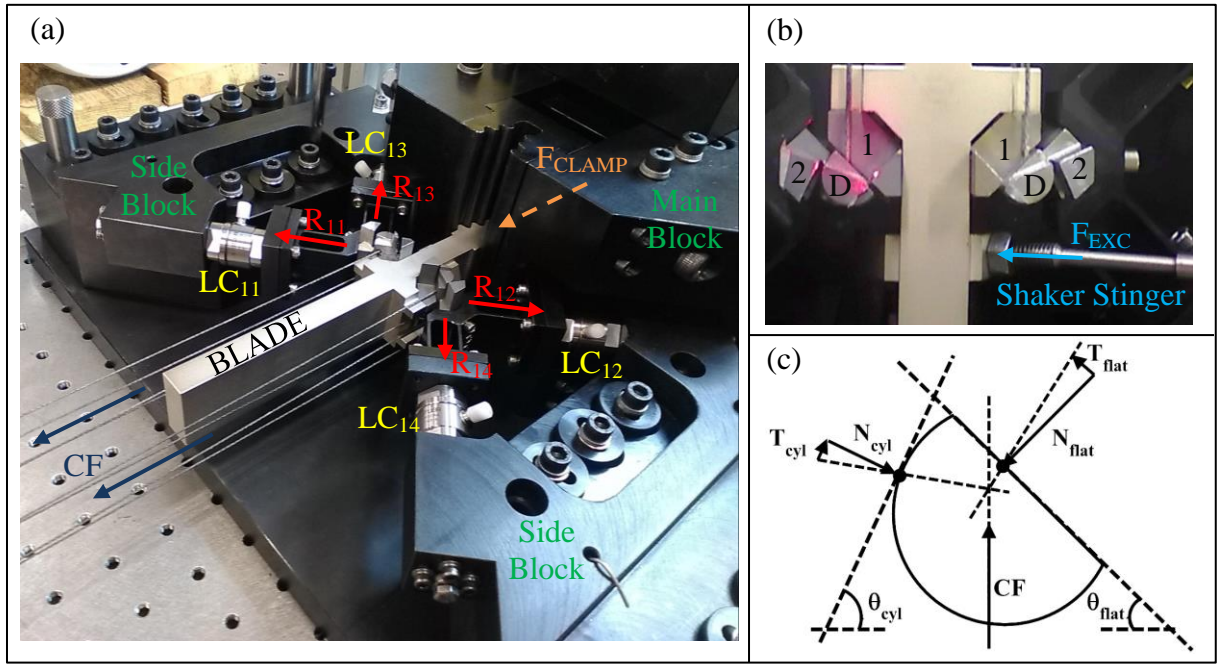 (a)
Side
Block
LC13
FCLAMP
R13
R11
Main
Block
LC11
R12
BLADE
R14
LC12
LC14
CF
Side
Block
(b)
1
1
2
2
D
D
FEXC
Shaker Stinger
(c)
Tflat
Tcyl
Ncyl
Nflat
CF
θcyl
θflat